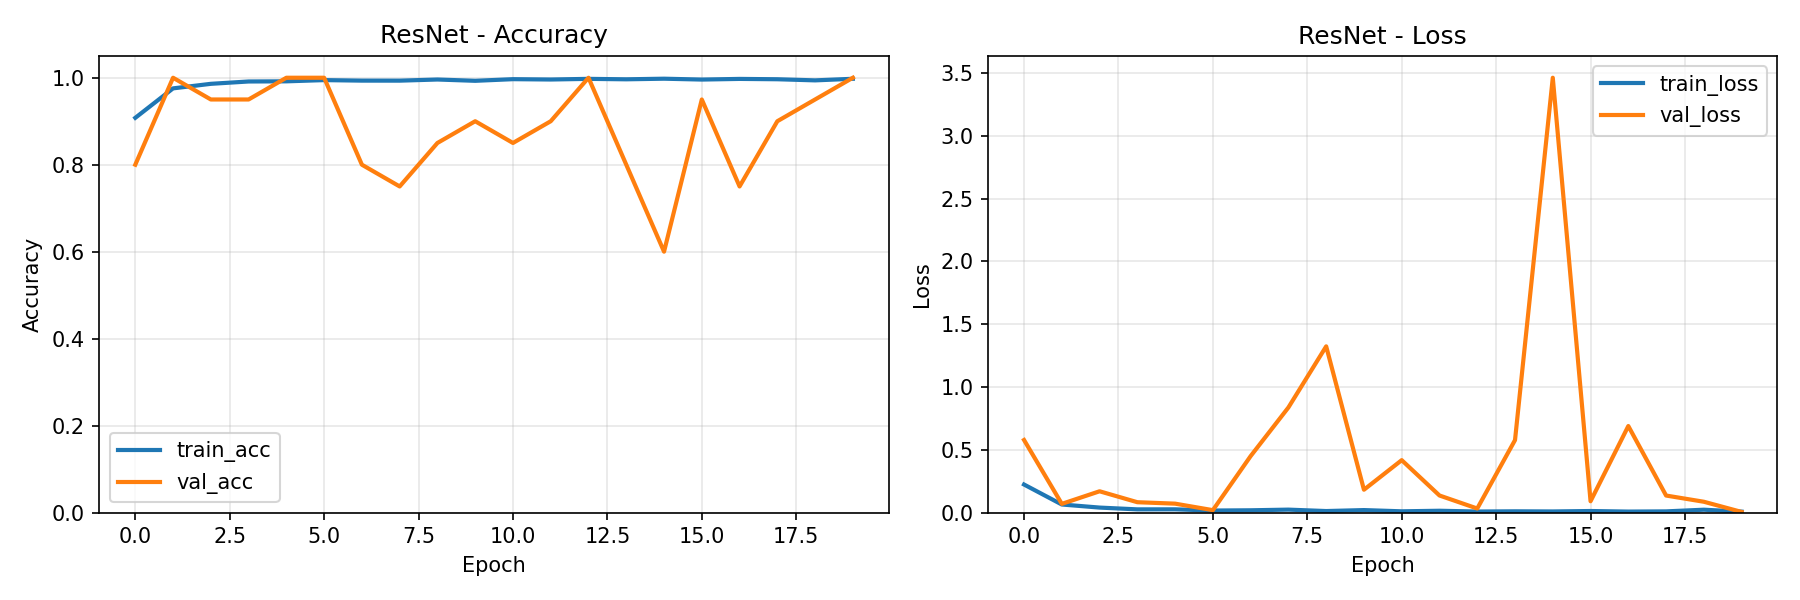 ResNet - Accuracy
Accuracy
1.0
0.8
0.6
0.4
0.2
0.0
train_acc
val_acc
0.0 2.5 5.0 7.5 10.0 12.5 15.0 17.5
Epoch
ResNet - Loss
Loss
3.5
3.0
2.5
2.0
1.5
1.0
0.5
0.0
train_loss
val_loss
0.0 2.5 5.0 7.5 10.0 12.5 15.0 17.5
Epoch